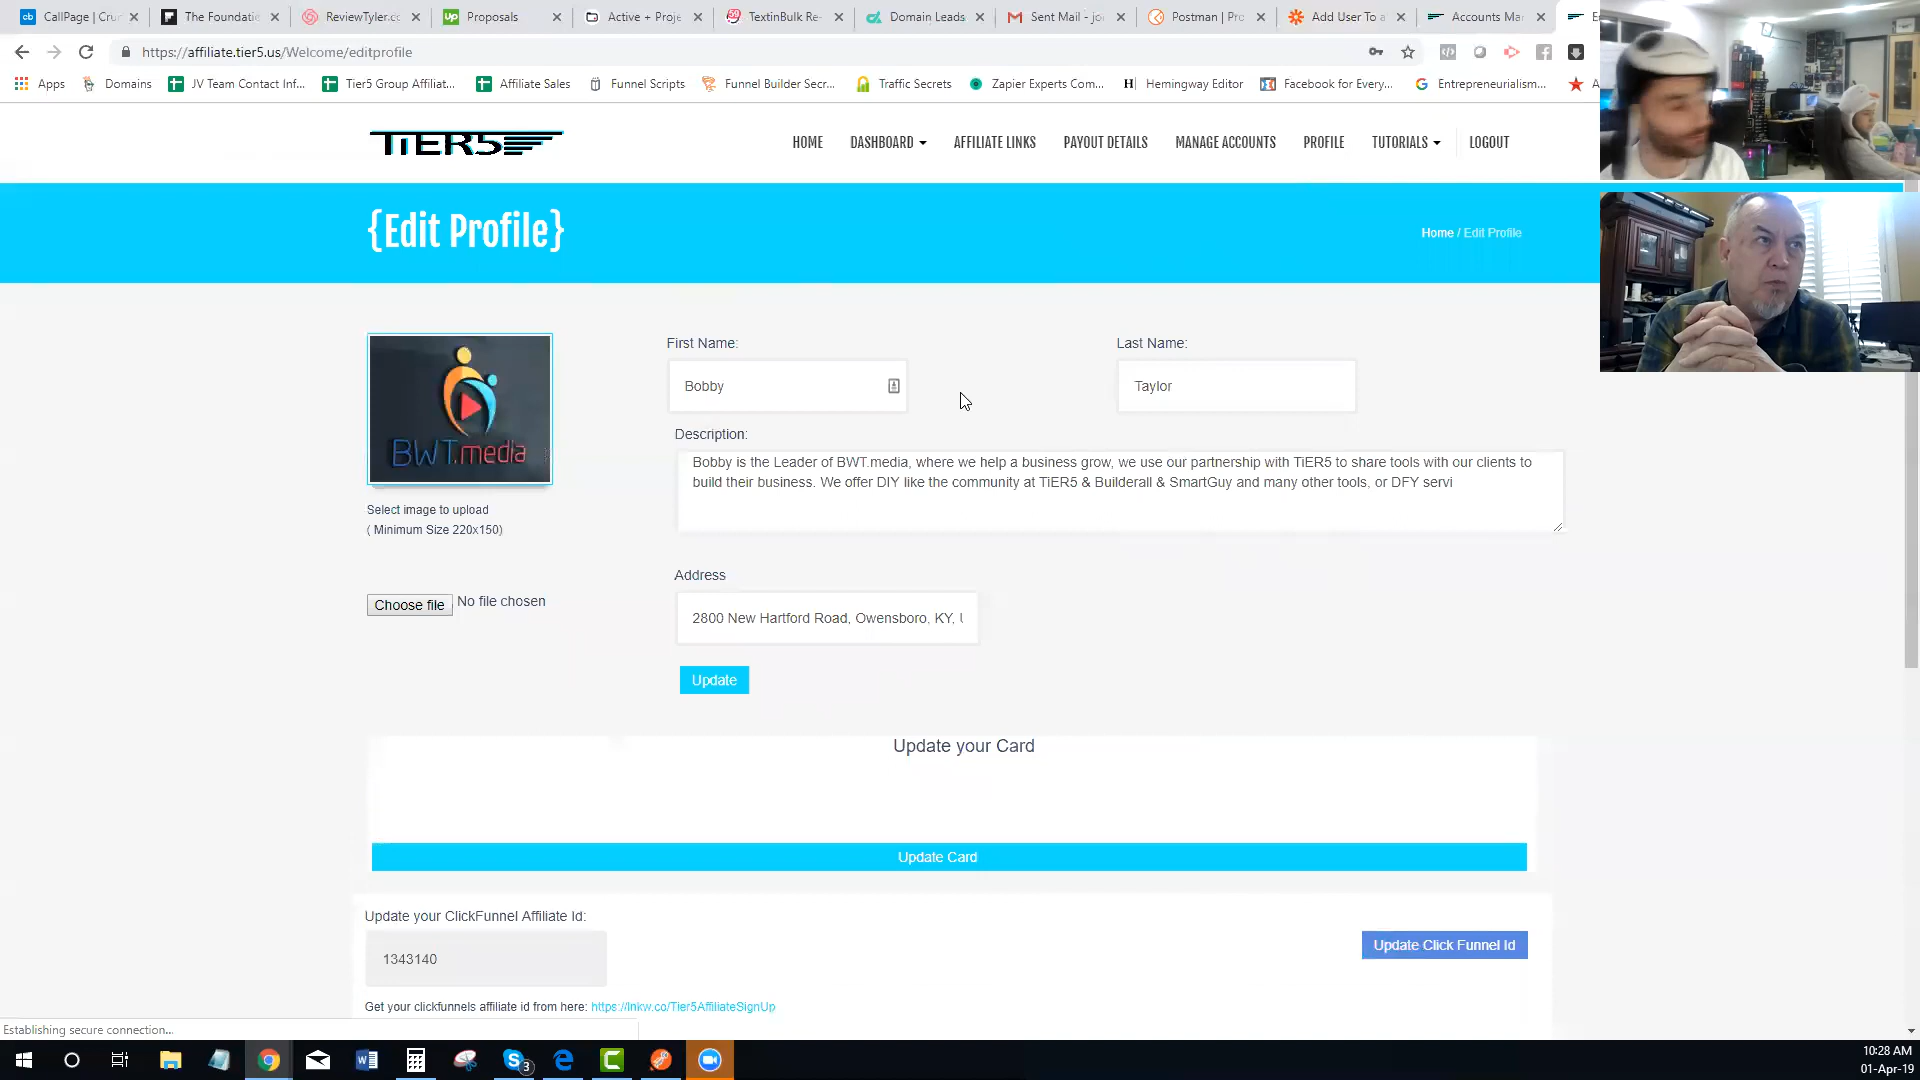 CallPage | Cru
The Foundati
ReviewTyler.cc
Proposals
Active + Proje
TextinBulk Re
Domain Leads
Sent Mail - jo
Postman | Pro
Add User To a
Accounts Mar
https://affiliate.tier5.us/Welcome/editprofile
Apps
Domains
JV Team Contact Inf...
Tier5 Group Affiliat...
Affiliate Sales
Funnel Scripts
Funnel Builder Secr...
Traffic Secrets
Zapier Experts Com...
Hemingway Editor
Facebook for Every...
Entrepreneurialism...
TiER5
HOME
DASHBOARD
AFFILIATE LINKS
PAYOUT DETAILS
MANAGE ACCOUNTS
PROFILE
TUTORIALS
LOGOUT
{Edit Profile}
Home / Edit Profile
BWT.media
Select image to upload
( Minimum Size 220x150)
Choose file No file chosen
First Name:
Bobby
Last Name:
Taylor
Description:
Bobby is the Leader of BWT.media, where we help a business grow, we use our partnership with TiER5 to share tools with our clients to
build their business. We offer DIY like the community at TiER5 & Builderall & SmartGuy and many other tools, or DFY servi
Address
2800 New Hartford Road, Owensboro, KY,
Update
Update your Card
Update Card
Update your ClickFunnel Affiliate Id:
1343140
Update Click Funnel Id
Get your clickfunnels affiliate id from here: https://lnkw.co/Tier5AffiliateSignUp
Establishing secure connection...
3
10:28 AM
01-Apr-19